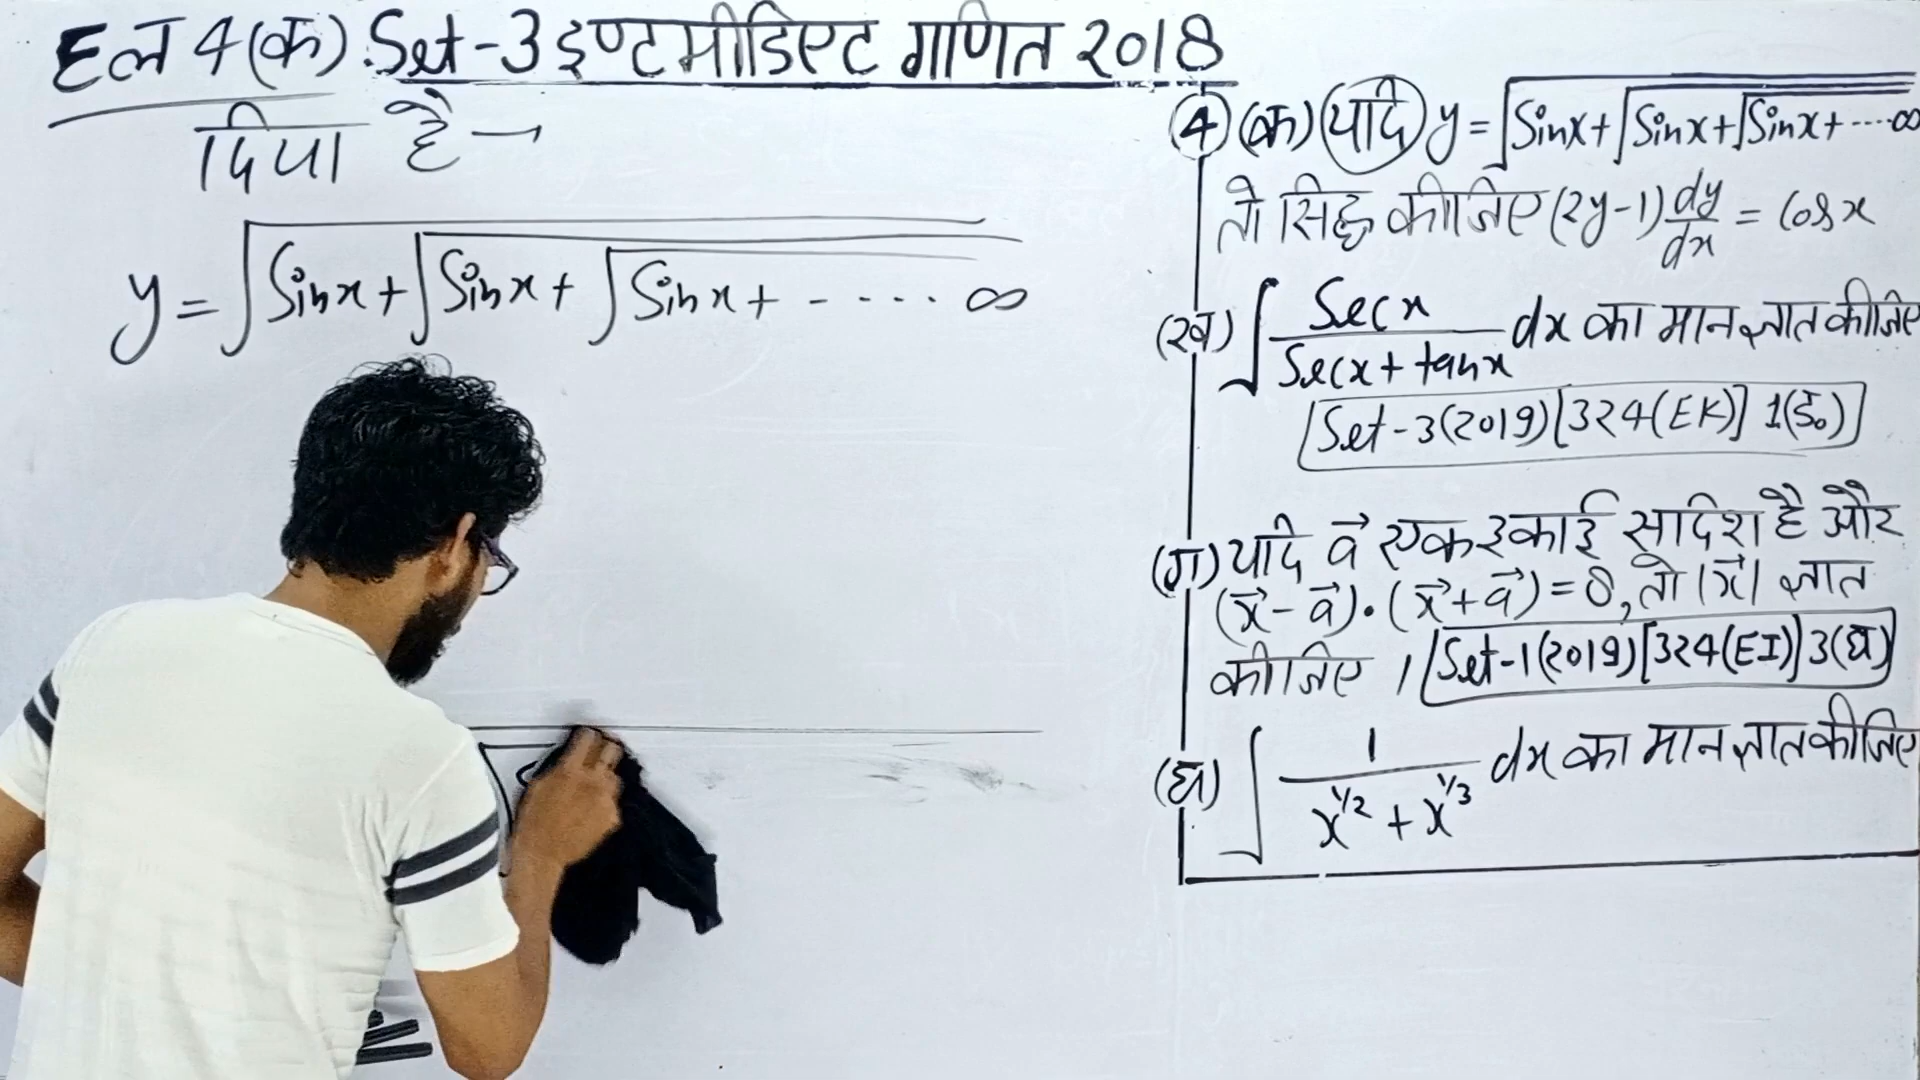 हल 4(क). Set-3 इण्टमीडिएट गणित 2018
दिया है →
y = √Sinx + √Sinx + √Sinx + - ---- ∞
④ (क) यदि y = √Sinx + √Sinx + √Sinx + ----∞
तो सिद्ध कीजिए (2y-1) dy/dx = Cosx
(ख) ∫ Secx/Secx + tanx dx का मान ज्ञात कीजिए
[Set-3(2019)[324(EK)] 1(ड०)]
(ग) यदि a⃗ एक इकाई सदिश है और
(x⃗ - a⃗)·(x⃗ + a⃗) = 8, तो |x⃗| ज्ञात
कीजिए । [Set-1(2019)[324(EI)] 3(घ)]
(घ) ∫ 1/x^1/2 + x^1/3 dx का मान ज्ञात कीजिए